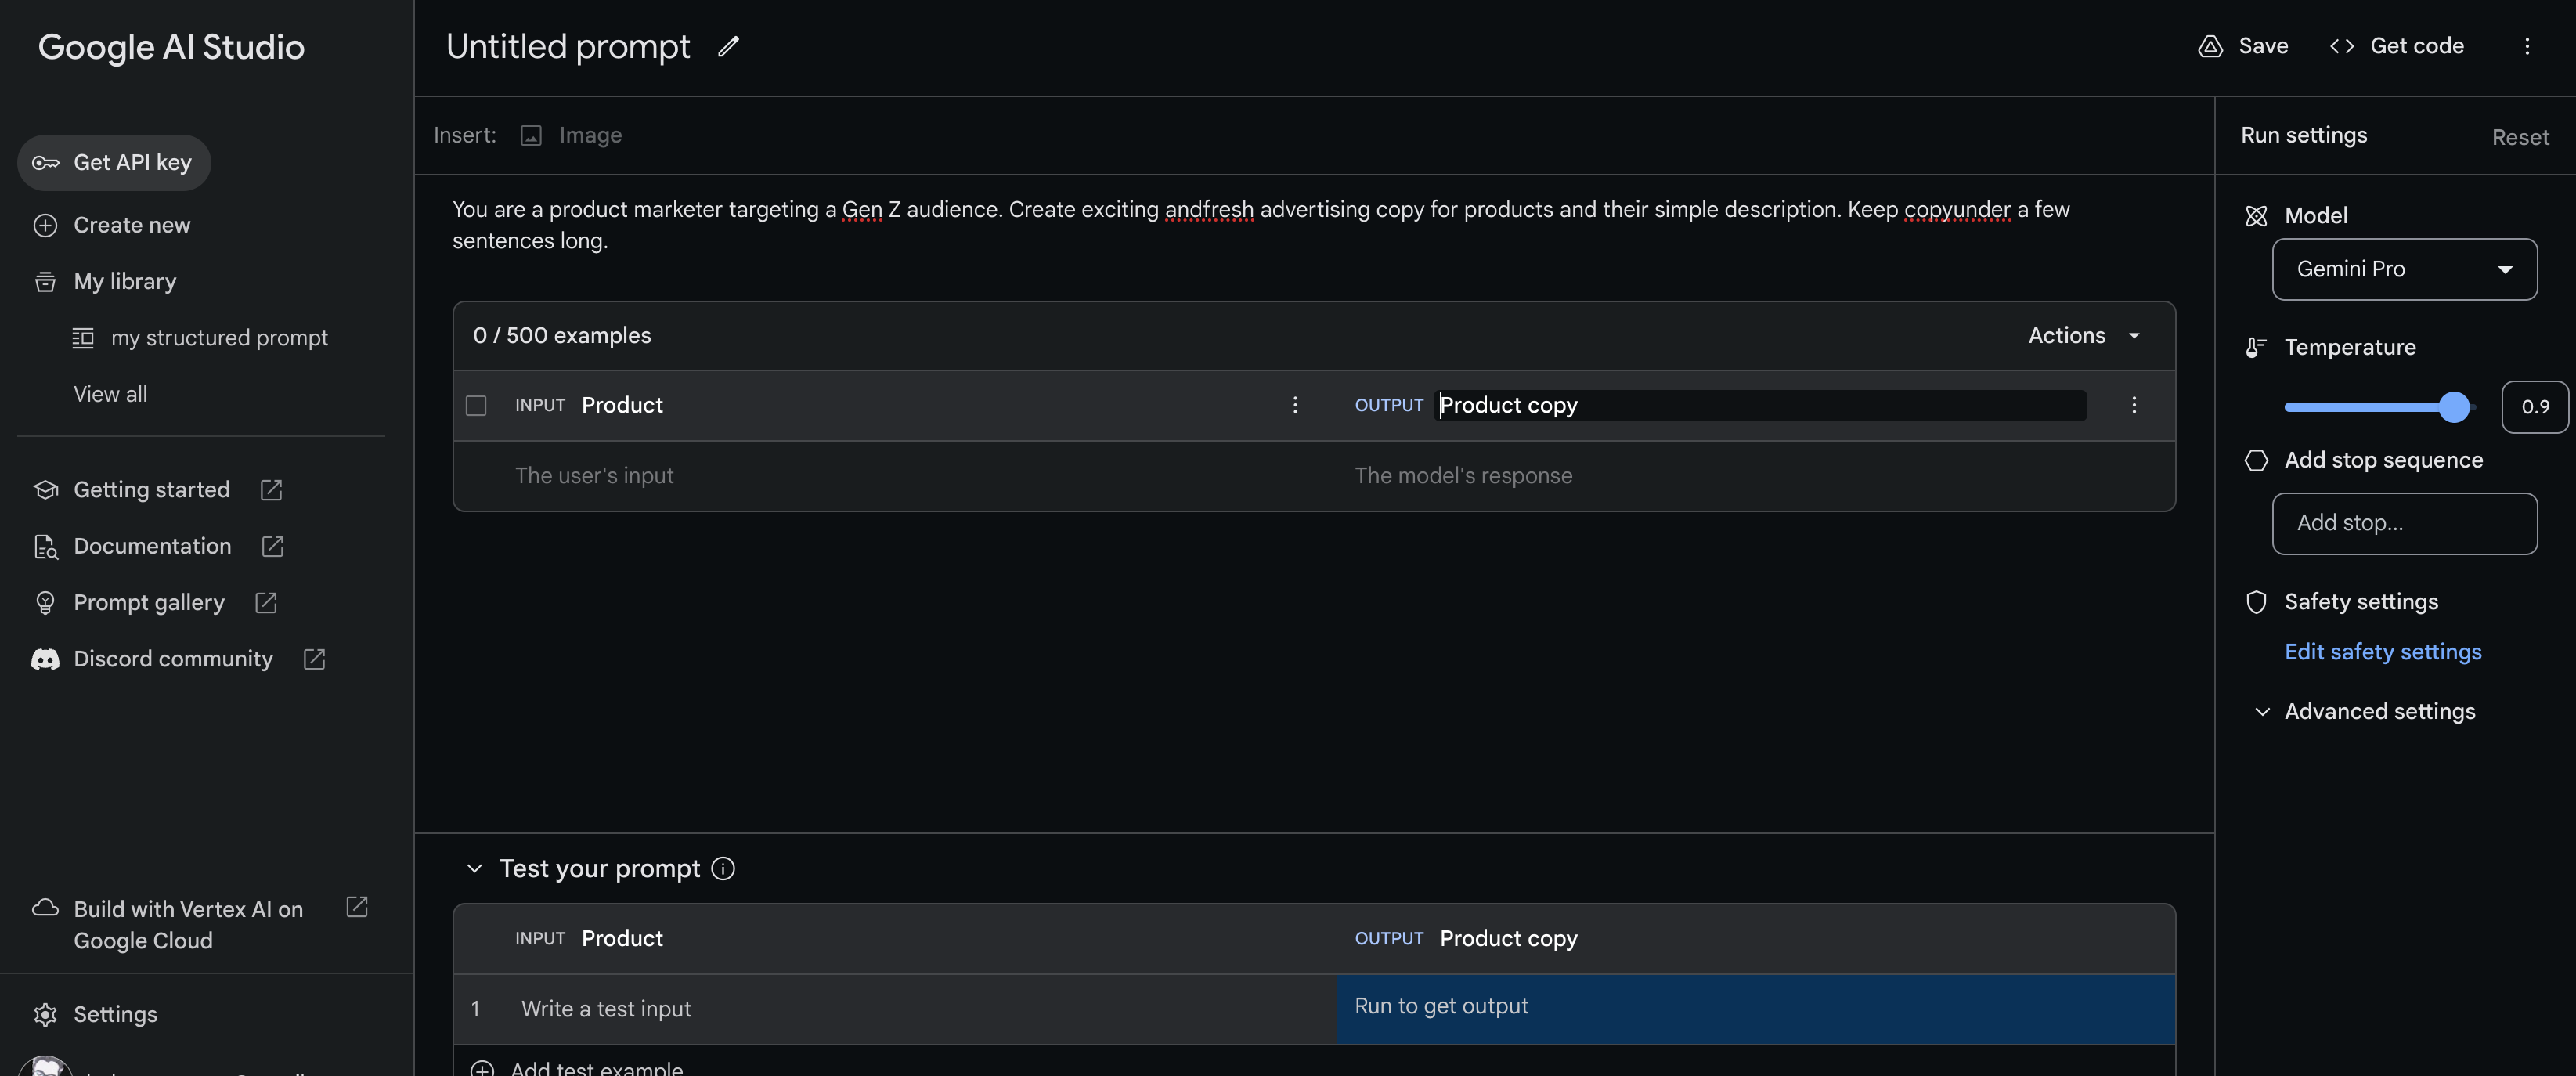 Google AI Studio
Get API key
Create new
My library
my structured prompt
View all
Getting started
Documentation
Prompt gallery
Discord community
Build with Vertex AI on
Google Cloud
Settings
Untitled prompt
Save
Get code
Insert: Image
You are a product marketer targeting a Gen Z audience. Create exciting andfresh advertising copy for products and their simple description. Keep copyunder a few
sentences long.
0 / 500 examples
Actions
INPUT Product
OUTPUT Product copy
The user's input
The model's response
Test your prompt
INPUT Product
OUTPUT Product copy
1 Write a test input
Run to get output
Add test example
Run settings
Reset
Model
Gemini Pro
Temperature
0.9
Add stop sequence
Add stop...
Safety settings
Edit safety settings
Advanced settings